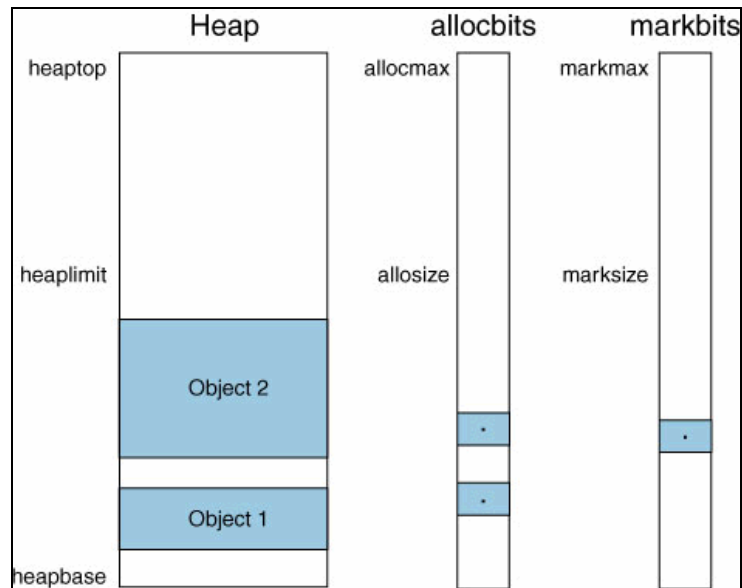 Heap allocbits markbits
heaptop allocmax markmax
heaplimit allosize marksize
Object 2
Object 1
heapbase